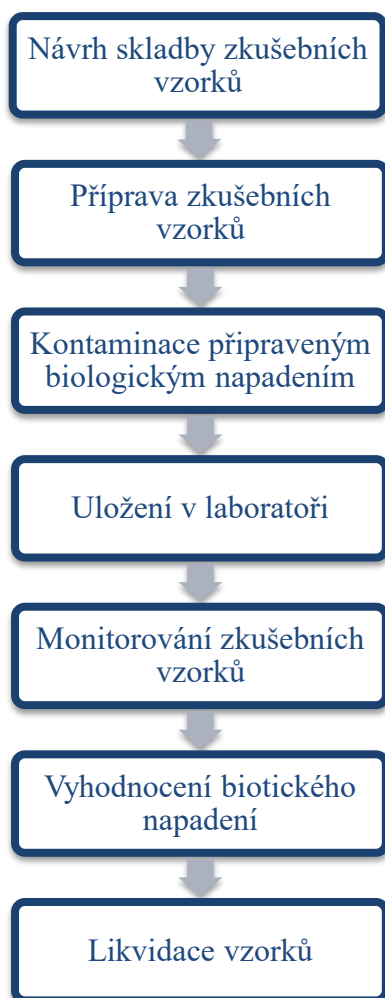 Návrh skladby zkušebních
vzorků
Příprava zkušebních
vzorků
Kontaminace připraveným
biologickým napadením
Uložení v laboratoři
Monitorování zkušebních
vzorků
Vyhodnocení biotického
napadení
Likvidace vzorků